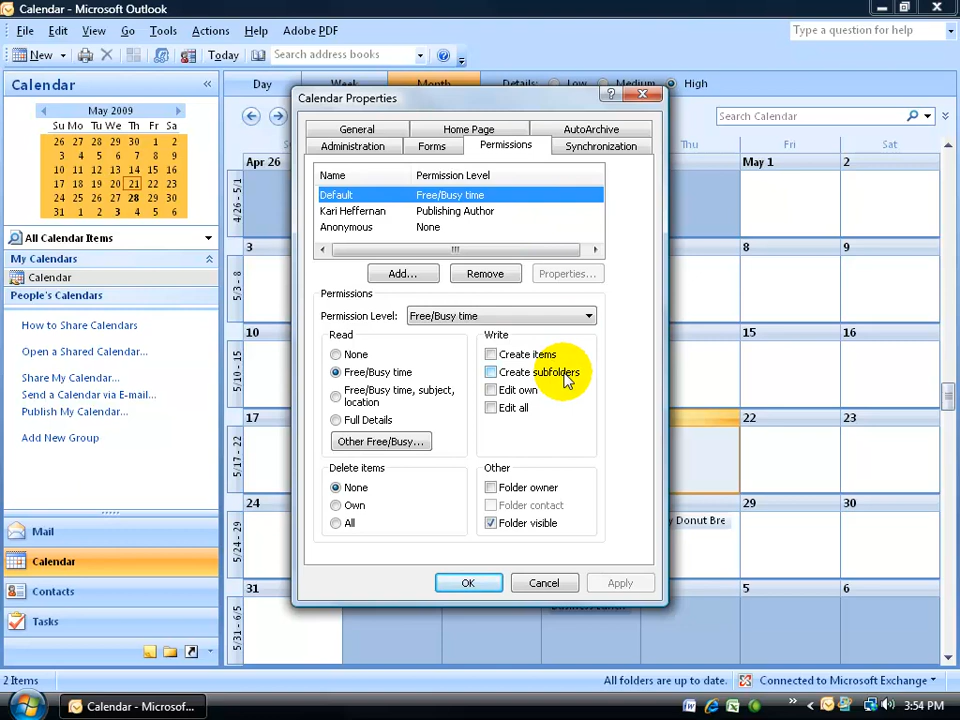 Calendar - Microsoft Outlook
File Edit View Go Tools Actions Help Adobe PDF
Type a question for help
New Today Search address books
Calendar
Day Week Month Details: Low Medium High
May 2009
Su Mo Tu We Th Fr Sa
26 27 28 29 30 1 2
3 4 5 6 7 8 9
10 11 12 13 14 15 16
17 18 19 20 21 22 23
24 25 26 27 28 29 30
31 1 2 3 4 5 6
All Calendar Items
My Calendars
Calendar
People's Calendars
How to Share Calendars
Open a Shared Calendar...
Share My Calendar...
Send a Calendar via E-mail...
Publish My Calendar...
Add New Group
Mail
Calendar
Contacts
Tasks
Calendar Properties
General Home Page AutoArchive
Administration Forms Permissions Synchronization
Name Permission Level
Default Free/Busy time
Kari Heffernan Publishing Author
Anonymous None
Add... Remove Properties...
Permissions
Permission Level: Free/Busy time
Read
None
Free/Busy time
Free/Busy time, subject,
location
Full Details
Other Free/Busy...
Write
Create items
Create subfolders
Edit own
Edit all
Delete items
None
Own
All
Other
Folder owner
Folder contact
Folder visible
OK Cancel Apply
Search Calendar
Thu Fri Sat
Apr 26 May 1 2
4/26 - 5/1
3 8 9
5/3 - 8
10 15 16
5/10 - 15
17 22 23
5/17 - 22
24 29 30
Donut Bre
5/24 - 29
31 5 6
5/31 - 6/5
2 Items All folders are up to date. Connected to Microsoft Exchange
Calendar - Microsof... 3:54 PM